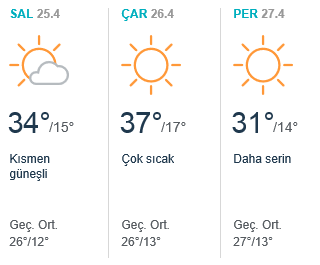 SAL 25.4
34°/15°
Kısmen
güneşli
Geç. Ort.
26°/12°
ÇAR 26.4
37°/17°
Çok sıcak
Geç. Ort.
26°/13°
PER 27.4
31°/14°
Daha serin
Geç. Ort.
27°/13°